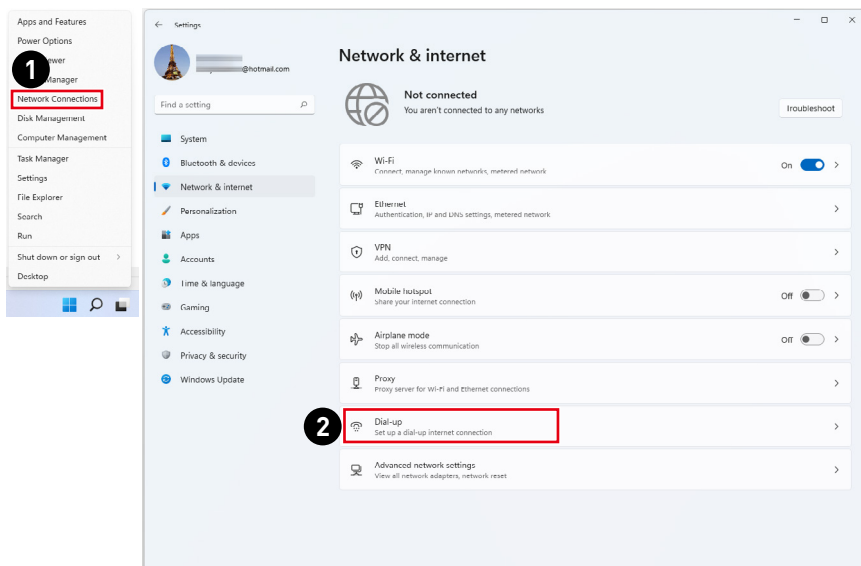 Apps and Features
Power Options
ewer
1
Manager
Network Connections
Disk Management
Computer Management
Task Manager
Settings
File Explorer
Search
Run
Shut down or sign out
Desktop
Settings
@hotmail.com
Find a setting
System
Bluetooth & devices
Network & internet
Personalization
Apps
Accounts
Time & language
Gaming
Accessibility
Privacy & security
Windows Update
Network & internet
Not connected
You aren't connected to any networks
Troubleshoot
Wi-Fi
Connect, manage known networks, metered network
On
Ethernet
Authentication, IP and DNS settings, metered network
VPN
Add, connect, manage
Mobile hotspot
Share your internet connection
Off
Airplane mode
Stop all wireless communication
Off
Proxy
Proxy server for Wi-Fi and Ethernet connections
2
Dial-up
Set up a dial-up internet connection
Advanced network settings
View all network adapters, network reset